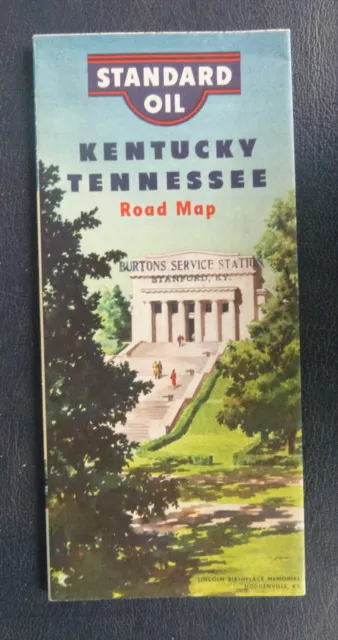 STANDARD
OIL
KENTUCKY
TENNESSEE
Road Map
BURTONS SERVICE STATION
STANFORD, KY.
LINCOLN BIRTHPLACE MEMORIAL
HODGENVILLE, KY.